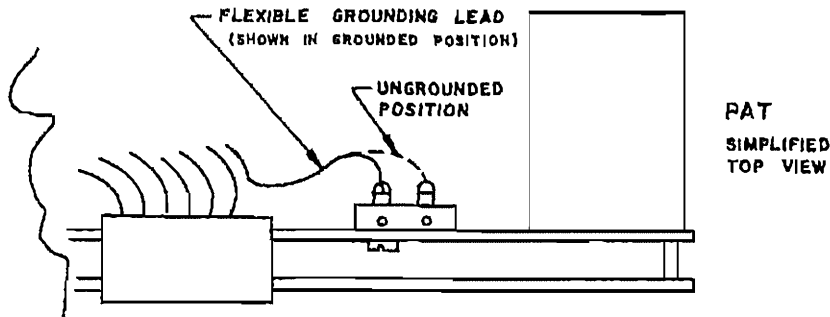 FLEXIBLE GROUNDING LEAD
(SHOWN IN GROUNDED POSITION)
UNGROUNDED
POSITION
PAT
SIMPLIFIED
TOP VIEW